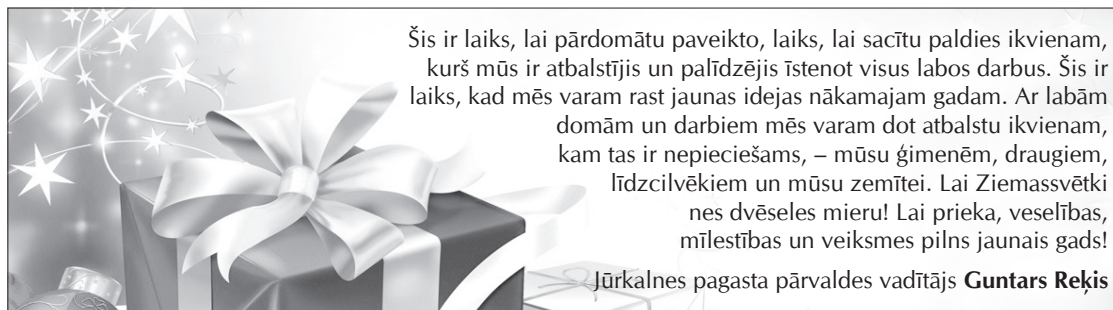 Šis ir laiks, lai pārdomātu paveikto, laiks, lai sacītu paldies ikvienam,
kurš mūs ir atbalstījis un palīdzējis īstenot visus labos darbus. Šis ir
laiks, kad mēs varam rast jaunas idejas nākamajam gadam. Ar labām
domām un darbiem mēs varam dot atbalstu ikvienam,
kam tas ir nepieciešams, – mūsu ģimenēm, draugiem,
līdzcilvēkiem un mūsu zemītei. Lai Ziemassvētki
nes dvēseles mieru! Lai prieka, veselības,
mīlestības un veiksmes pilns jaunais gads!
Jūrkalnes pagasta pārvaldes vadītājs Guntars Reķis